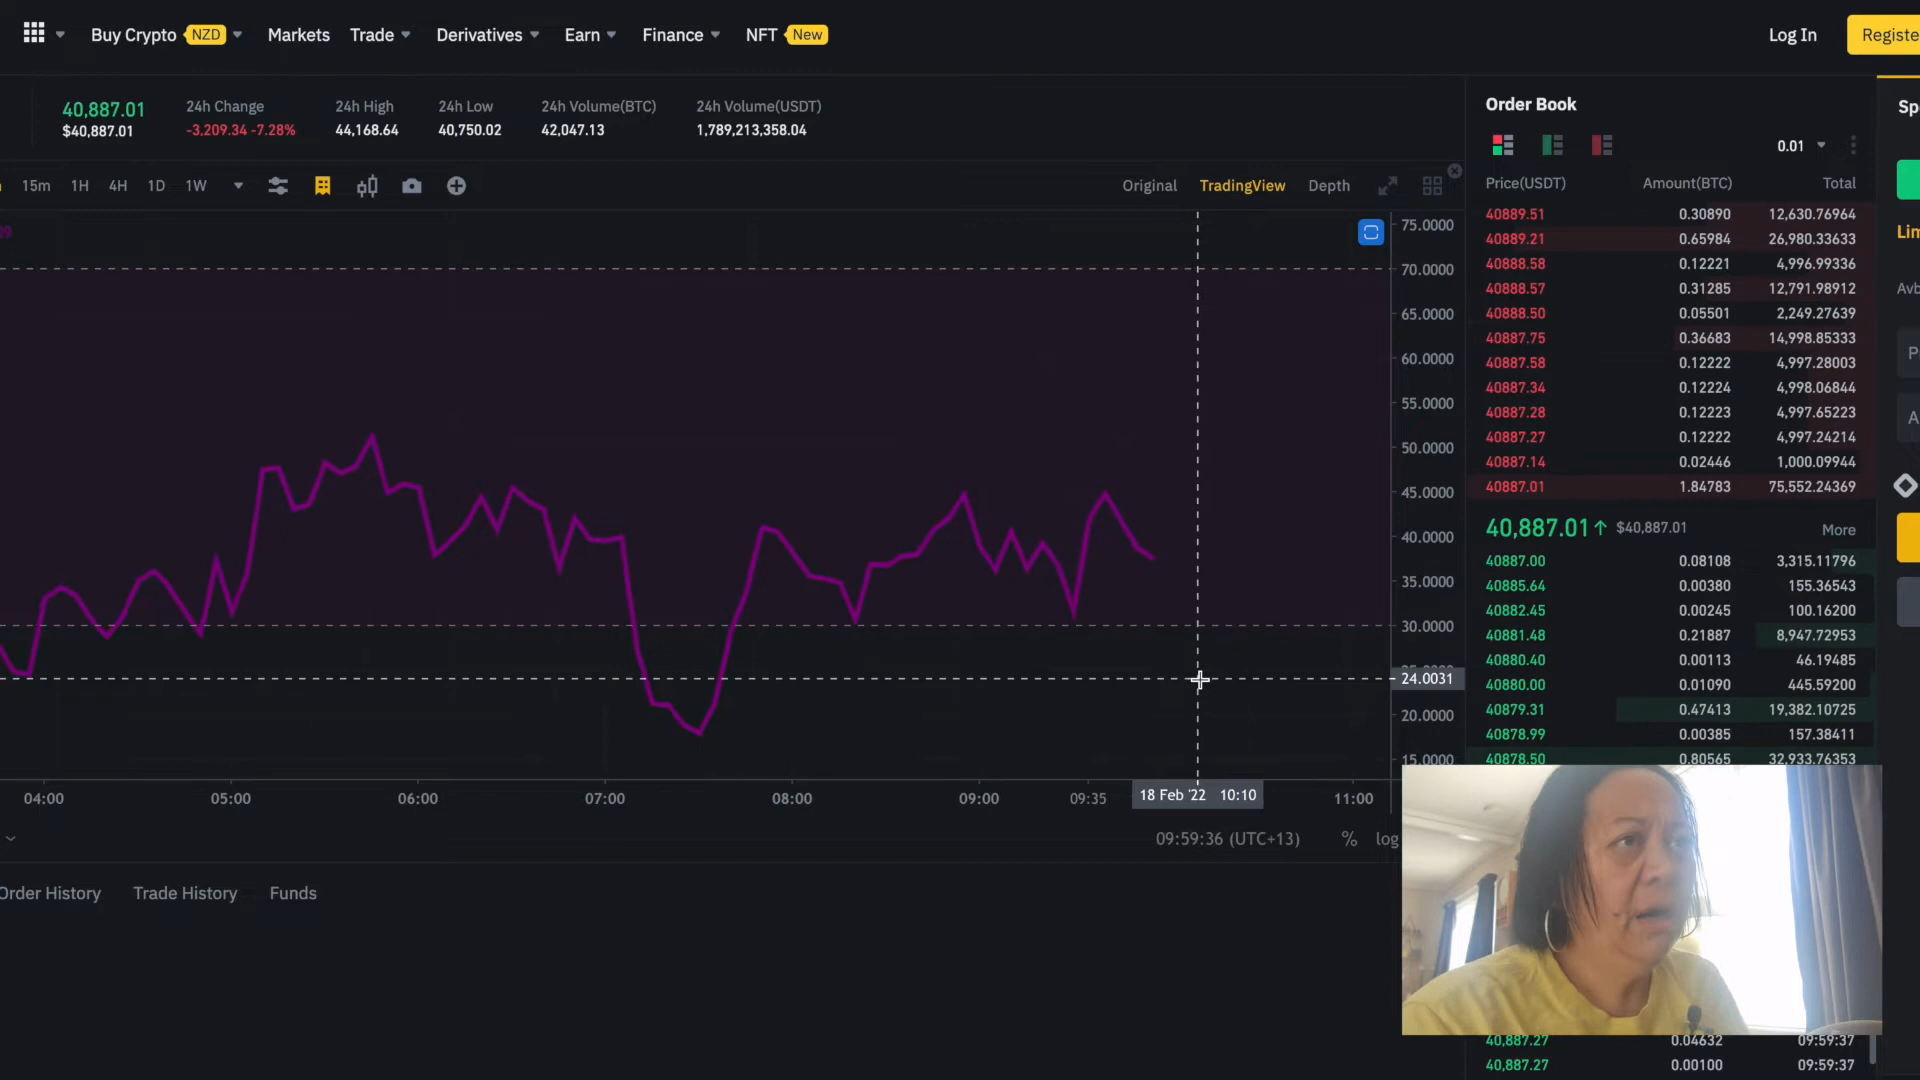 Buy Crypto NZD Markets Trade Derivatives Earn Finance NFT New Log In Registe
40,887.01
$40,887.01
24h Change
-3,209.34 -7.28%
24h High
44,168.64
24h Low
40,750.02
24h Volume(BTC)
42,047.13
24h Volume(USDT)
1,789,213,358.04
15m 1H 4H 1D 1W
Original TradingView Depth
75.0000
70.0000
65.0000
60.0000
55.0000
50.0000
45.0000
40.0000
35.0000
30.0000
24.0031
20.0000
15.0000
04:00 05:00 06:00 07:00 08:00 09:00 09:35 18 Feb '22 10:10 11:00
09:59:36 (UTC+13) % log
Order History Trade History Funds
Order Book
0.01
Price(USDT) Amount(BTC) Total
40889.51 0.30890 12,630.76964
40889.21 0.65984 26,980.33633
40888.58 0.12221 4,996.99336
40888.57 0.31285 12,791.98912
40888.50 0.05501 2,249.27639
40887.75 0.36683 14,998.85333
40887.58 0.12222 4,997.28003
40887.34 0.12224 4,998.06844
40887.28 0.12223 4,997.65223
40887.27 0.12222 4,997.24214
40887.14 0.02446 1,000.09944
40887.01 1.84783 75,552.24369
40,887.01↑ $40,887.01 More
40887.00 0.08108 3,315.11796
40885.64 0.00380 155.36543
40882.45 0.00245 100.16200
40881.48 0.21887 8,947.72953
40880.40 0.00113 46.19485
40880.00 0.01090 445.59200
40879.31 0.47413 19,382.10725
40878.99 0.00385 157.38411
40878.50 0.80565 32,933.76353
40,887.27 0.04632 09:59:37
40,887.27 0.00100 09:59:37
Sp
Lim
Avb
P
A